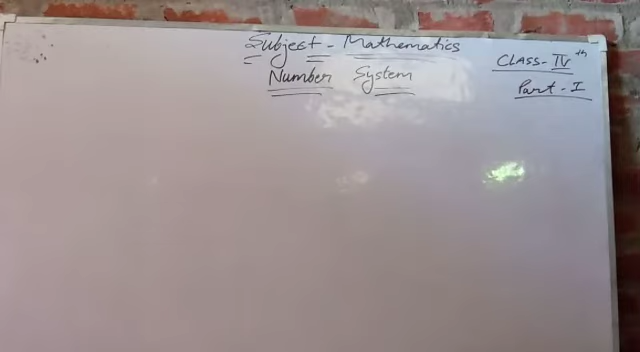 Subject - Mathematics
Number System
CLASS - IV th
Part - I